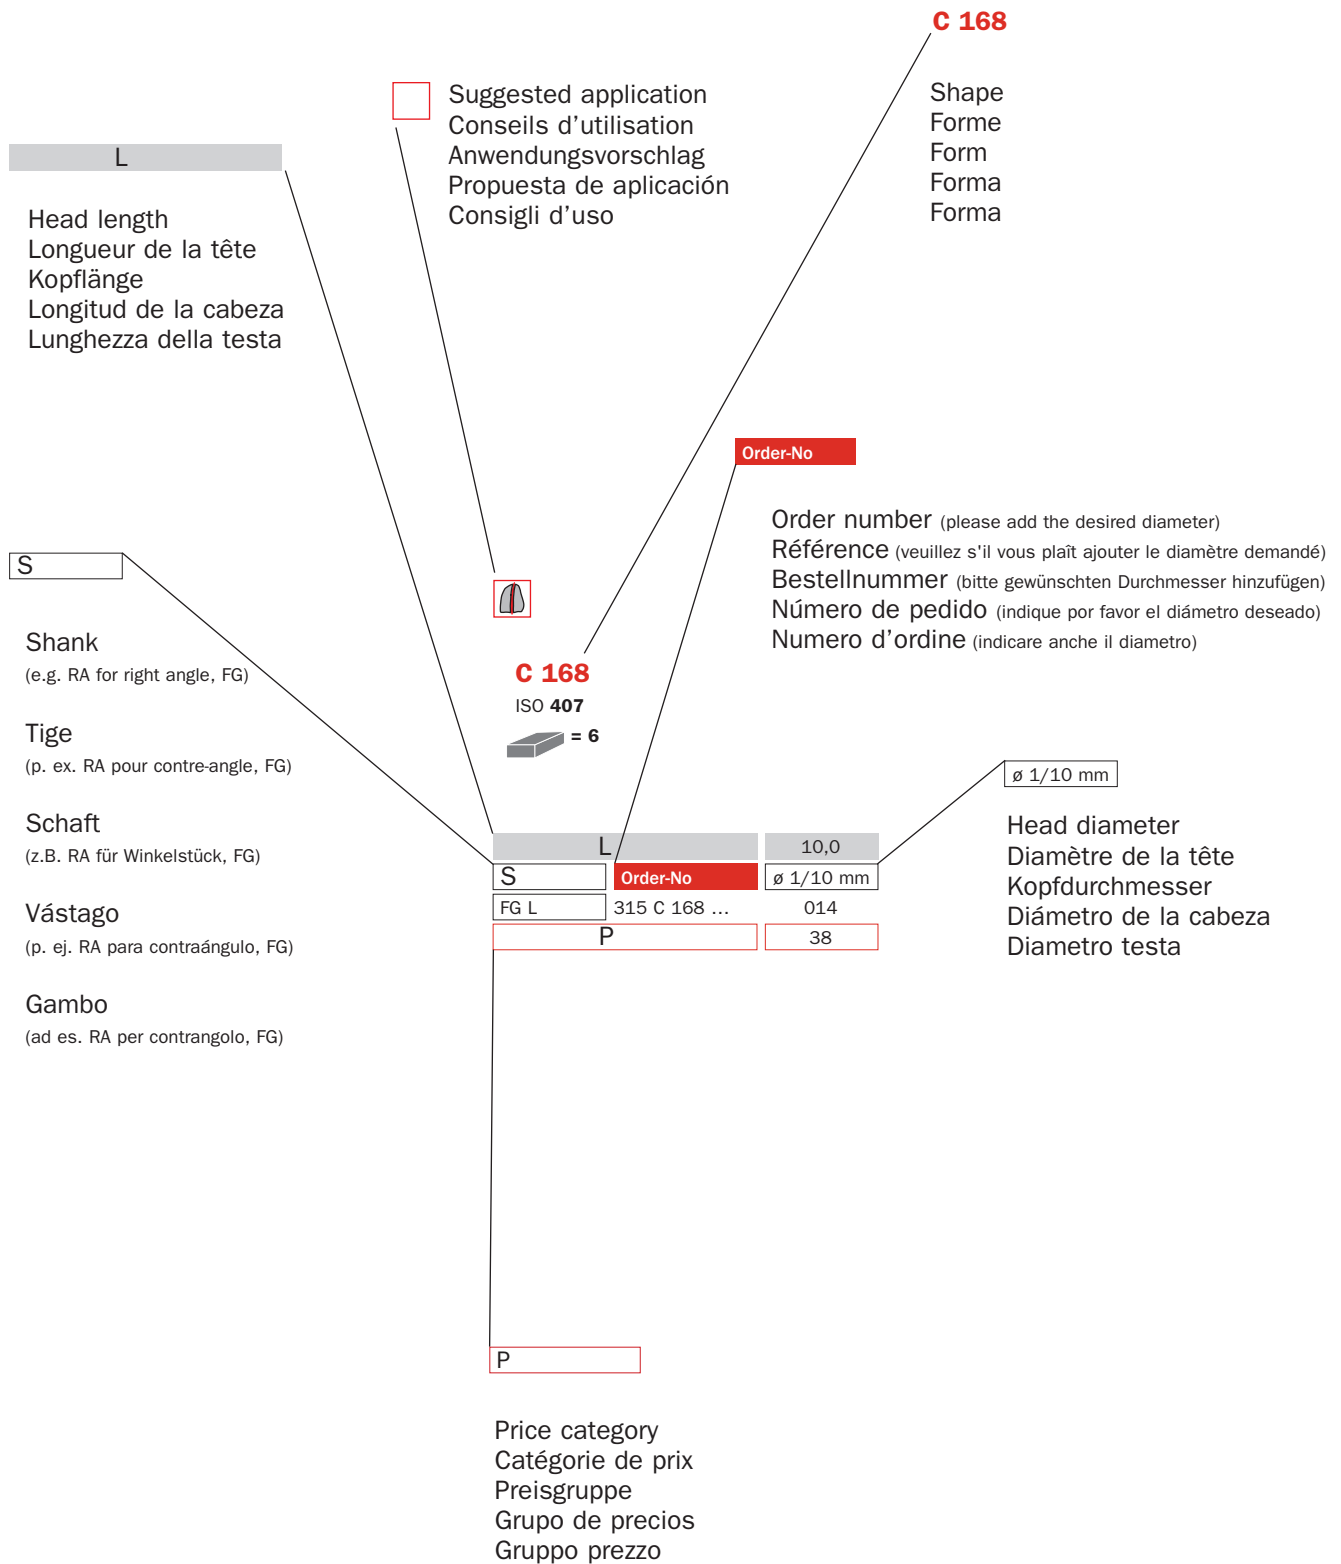 C 168
Shape
Forme
Form
Forma
Forma
Suggested application
Conseils d'utilisation
Anwendungsvorschlag
Propuesta de aplicación
Consigli d'uso
L
Head length
Longueur de la tête
Kopflänge
Longitud de la cabeza
Lunghezza della testa
Order-No
Order number (please add the desired diameter)
Référence (veuillez s'il vous plaît ajouter le diamètre demandé)
Bestellnummer (bitte gewünschten Durchmesser hinzufügen)
Número de pedido (indique por favor el diámetro deseado)
Numero d'ordine (indicare anche il diametro)
S
Shank
(e.g. RA for right angle, FG)
Tige
(p. ex. RA pour contre-angle, FG)
Schaft
(z.B. RA für Winkelstück, FG)
Vástago
(p. ej. RA para contraángulo, FG)
Gambo
(ad es. RA per contrangolo, FG)
C 168
ISO 407
= 6
L 10,0
S Order-No ø 1/10 mm
FG L 315 C 168 ... 014
P 38
ø 1/10 mm
Head diameter
Diamètre de la tête
Kopfdurchmesser
Diámetro de la cabeza
Diametro testa
P
Price category
Catégorie de prix
Preisgruppe
Grupo de precios
Gruppo prezzo